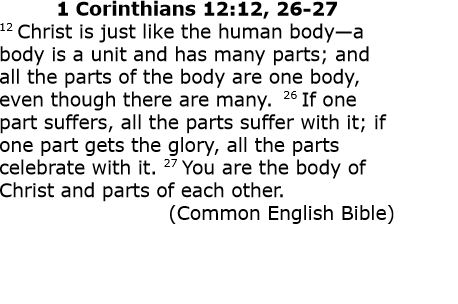 1 Corinthians 12:12, 26-27
12 Christ is just like the human body—a
body is a unit and has many parts; and
all the parts of the body are one body,
even though there are many. 26 If one
part suffers, all the parts suffer with it; if
one part gets the glory, all the parts
celebrate with it. 27 You are the body of
Christ and parts of each other.
(Common English Bible)